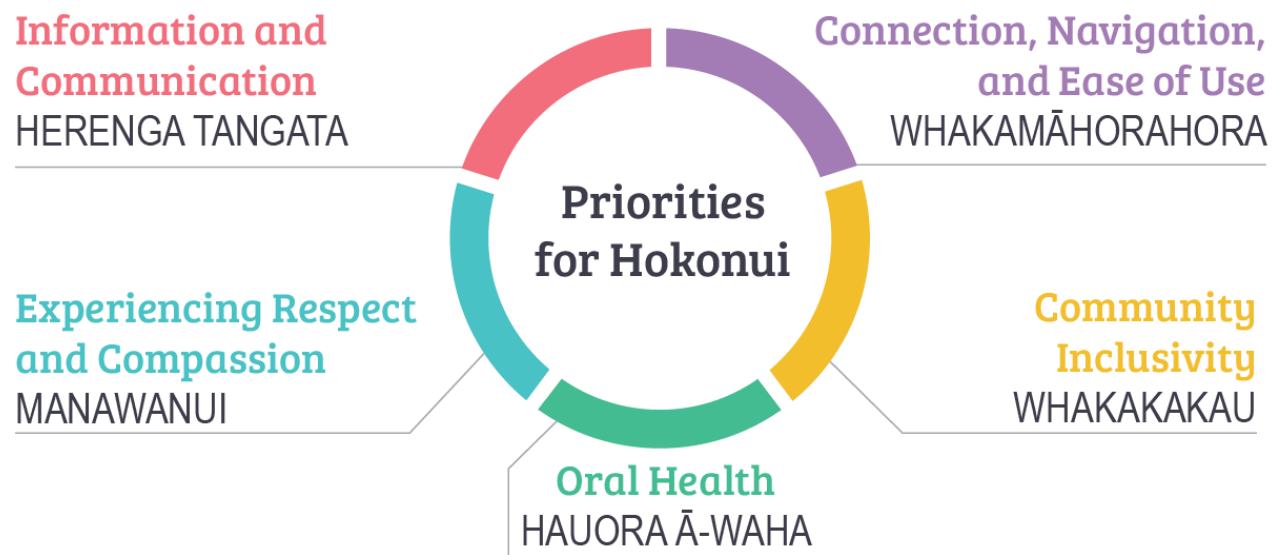 Information and
Communication
HERENGA TANGATA
Connection, Navigation,
and Ease of Use
WHAKAMĀHORAHORA
Priorities
for Hokonui
Experiencing Respect
and Compassion
MANAWANUI
Community
Inclusivity
WHAKAKAKAU
Oral Health
HAUORA Ā-WAHA